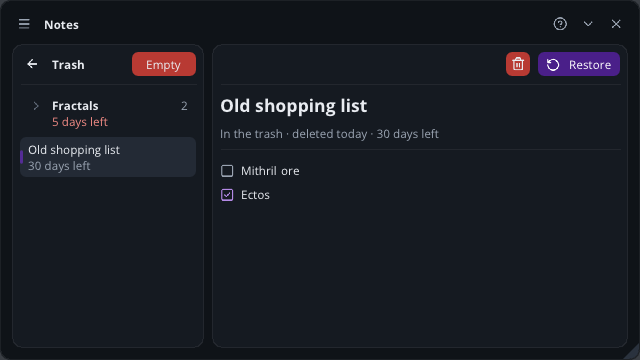 Notes
Trash
Empty
Fractals 2
5 days left
Old shopping list
30 days left
Restore
Old shopping list
In the trash · deleted today · 30 days left
Mithril ore
Ectos